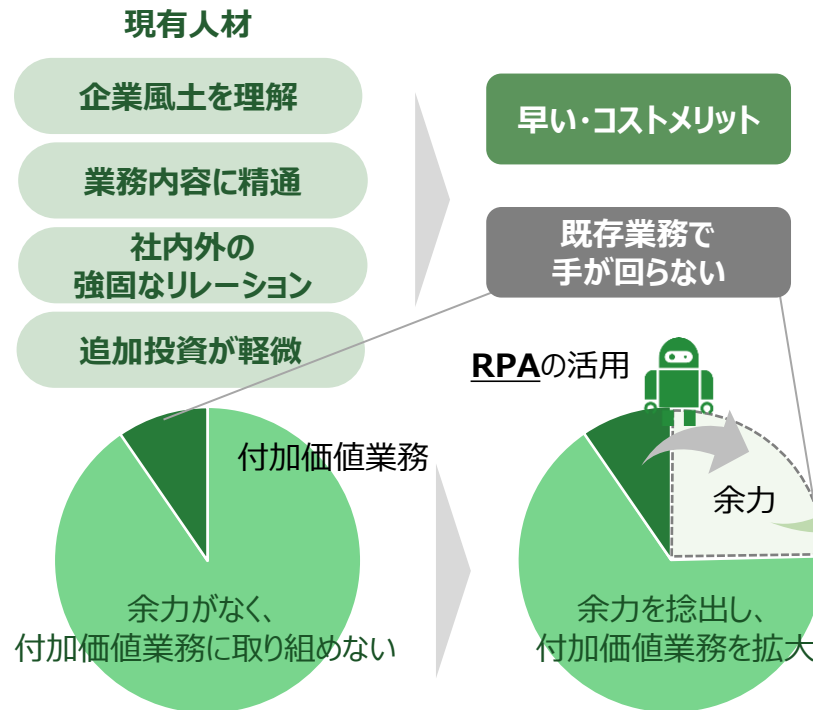 現有人材
企業風土を理解
業務内容に精通
社内外の
強固なリレーション
追加投資が軽微
早い・コストメリット
既存業務で
手が回らない
RPAの活用
付加価値業務
余力がなく、
付加価値業務に取り組めない
余力
余力を捻出し、
付加価値業務を拡大